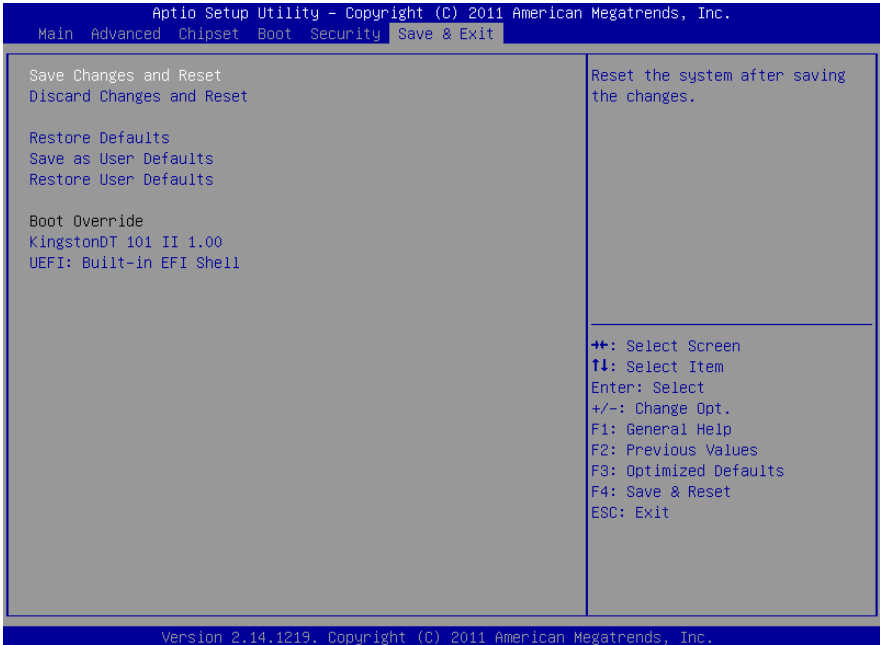 Aptio Setup Utility – Copyright (C) 2011 American Megatrends, Inc.
Main Advanced Chipset Boot Security Save & Exit
Save Changes and Reset
Discard Changes and Reset
Restore Defaults
Save as User Defaults
Restore User Defaults
Boot Override
KingstonDT 101 II 1.00
UEFI: Built-in EFI Shell
Reset the system after saving
the changes.
→←: Select Screen
↑↓: Select Item
Enter: Select
+/-: Change Opt.
F1: General Help
F2: Previous Values
F3: Optimized Defaults
F4: Save & Reset
ESC: Exit
Version 2.14.1219. Copyright (C) 2011 American Megatrends, Inc.